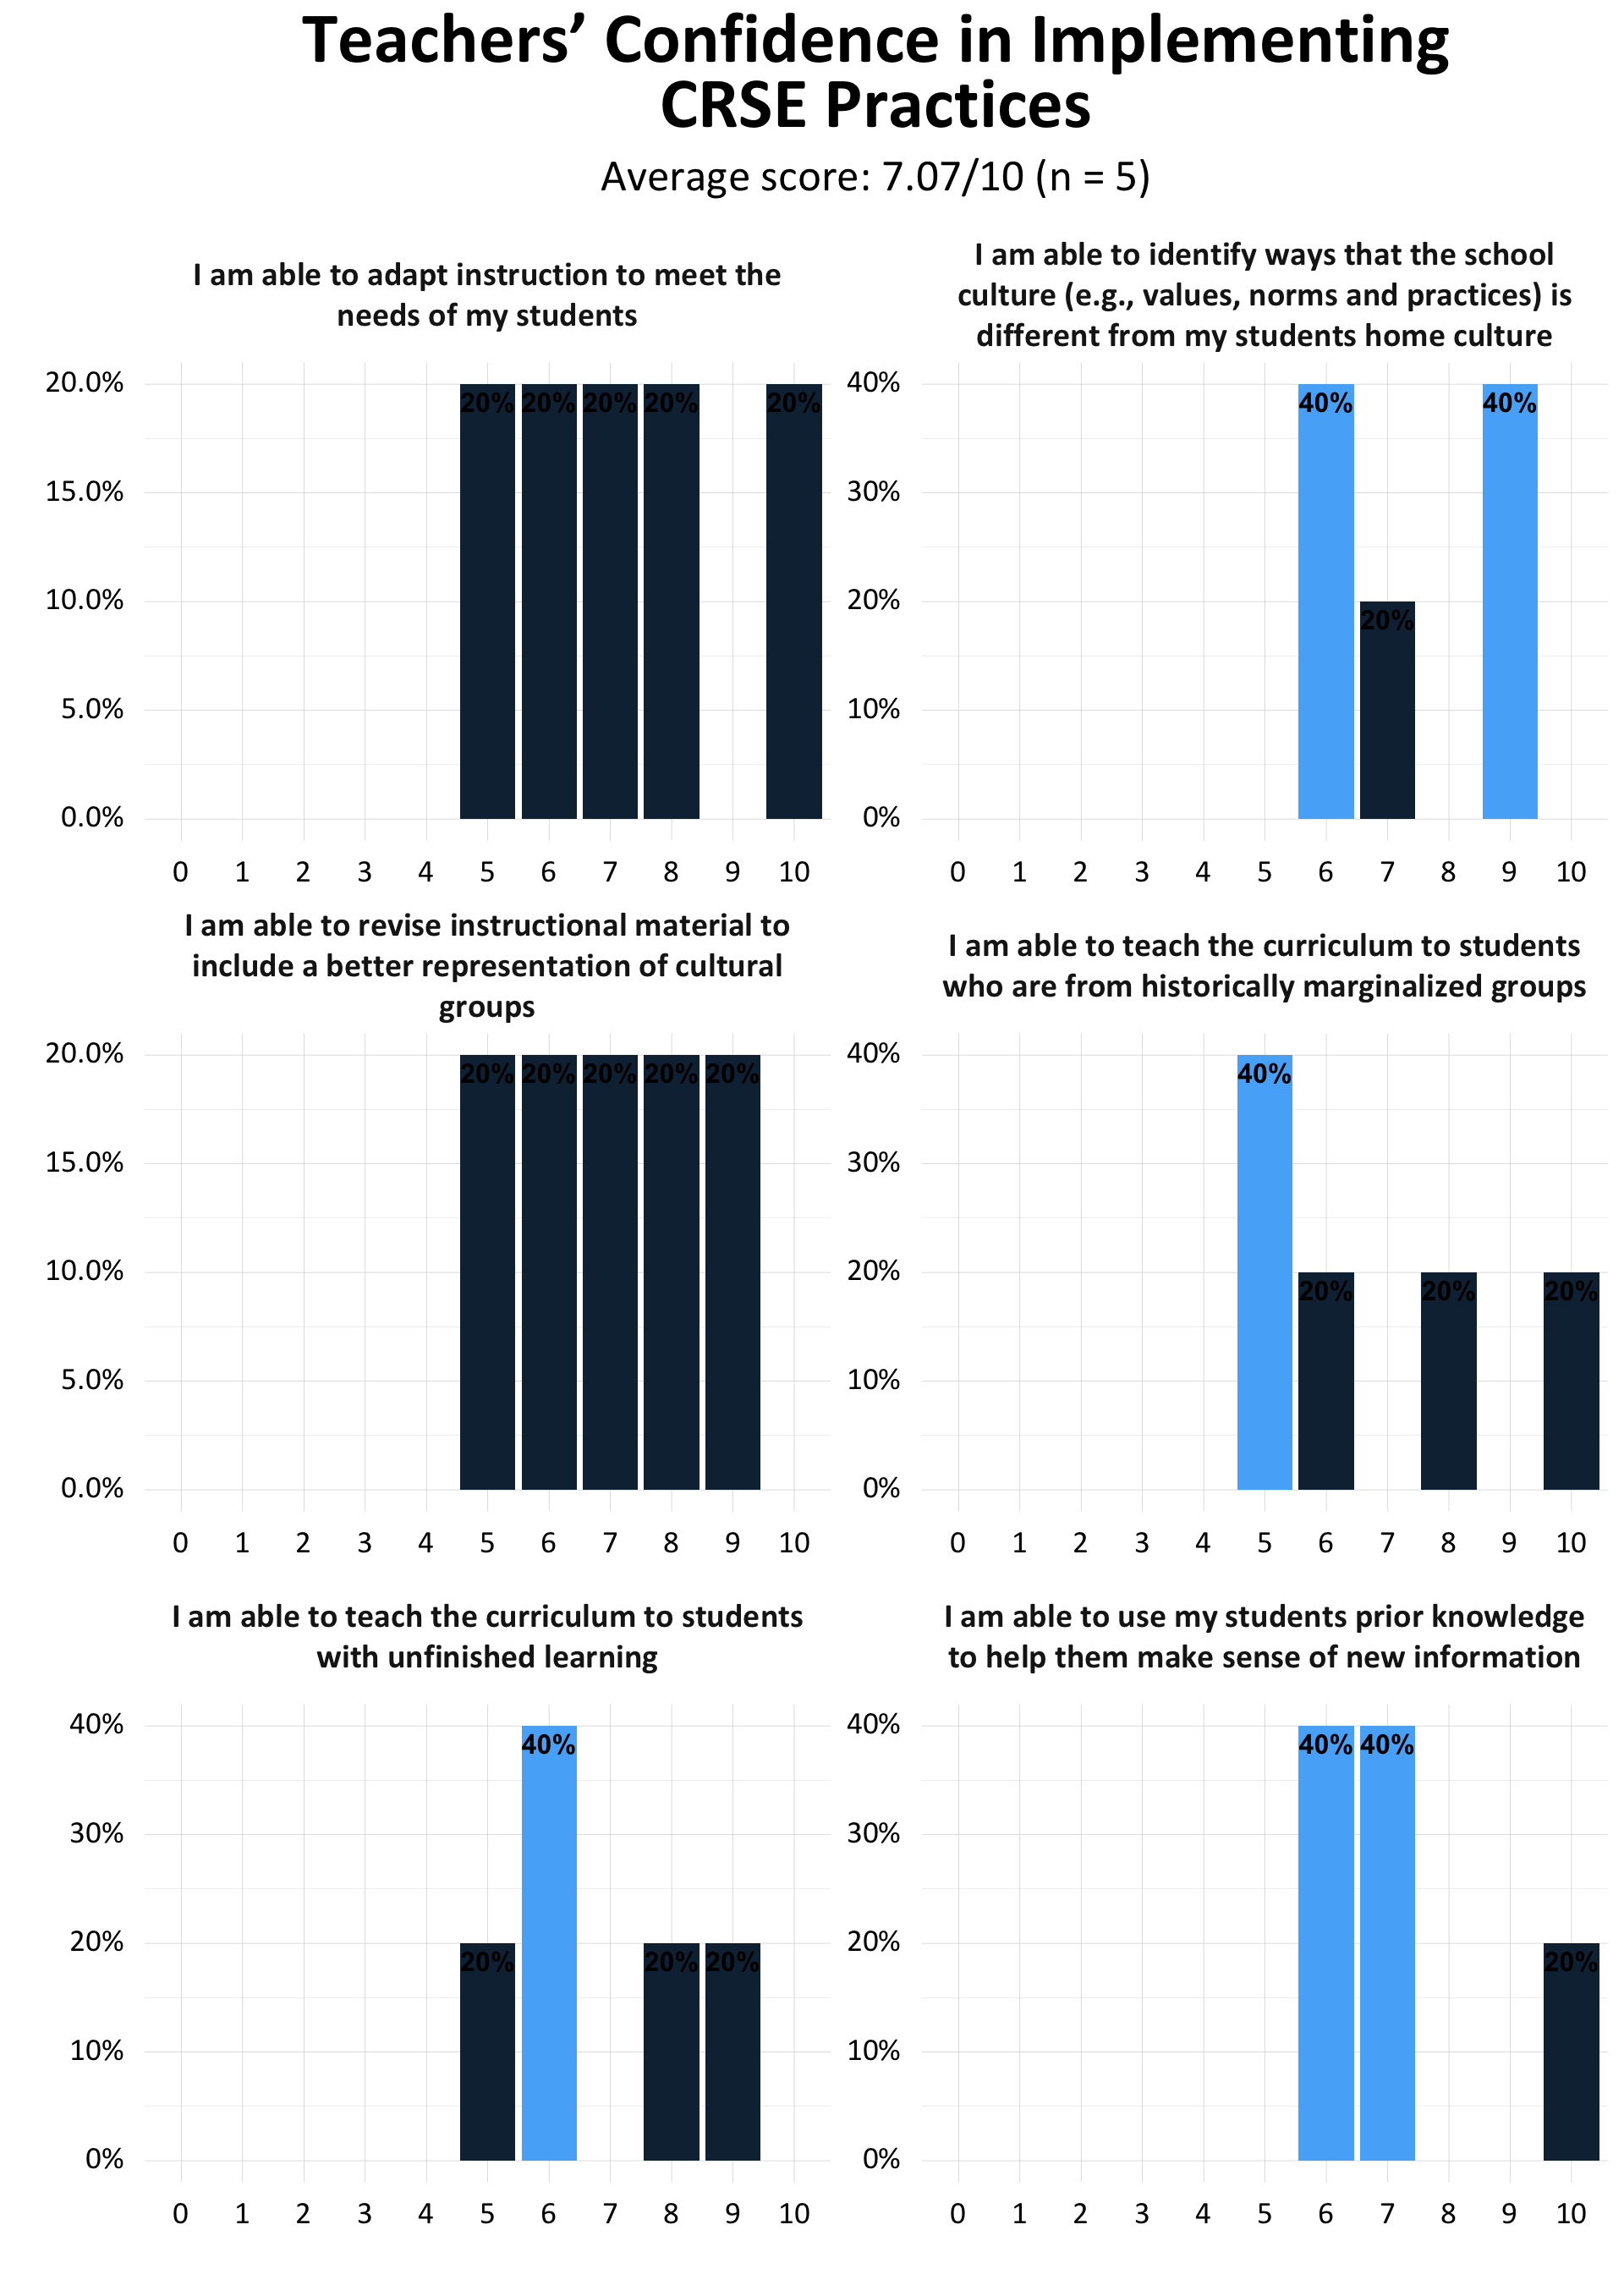 Teachers’ Confidence in Implementing
CRSE Practices
Average score: 7.07/10 (n = 5)
I am able to adapt instruction to meet the
needs of my students
20.0%
15.0%
10.0%
5.0%
0.0%
20% 20% 20% 20% 20%
0 1 2 3 4 5 6 7 8 9 10
I am able to identify ways that the school
culture (e.g., values, norms and practices) is
different from my students home culture
40%
30%
20%
10%
0%
40% 20% 40%
0 1 2 3 4 5 6 7 8 9 10
I am able to revise instructional material to
include a better representation of cultural
groups
20.0%
15.0%
10.0%
5.0%
0.0%
20% 20% 20% 20% 20%
0 1 2 3 4 5 6 7 8 9 10
I am able to teach the curriculum to students
who are from historically marginalized groups
40%
30%
20%
10%
0%
40% 20% 20% 20%
0 1 2 3 4 5 6 7 8 9 10
I am able to teach the curriculum to students
with unfinished learning
40%
30%
20%
10%
0%
20% 40% 20% 20%
0 1 2 3 4 5 6 7 8 9 10
I am able to use my students prior knowledge
to help them make sense of new information
40%
30%
20%
10%
0%
40% 40% 20%
0 1 2 3 4 5 6 7 8 9 10